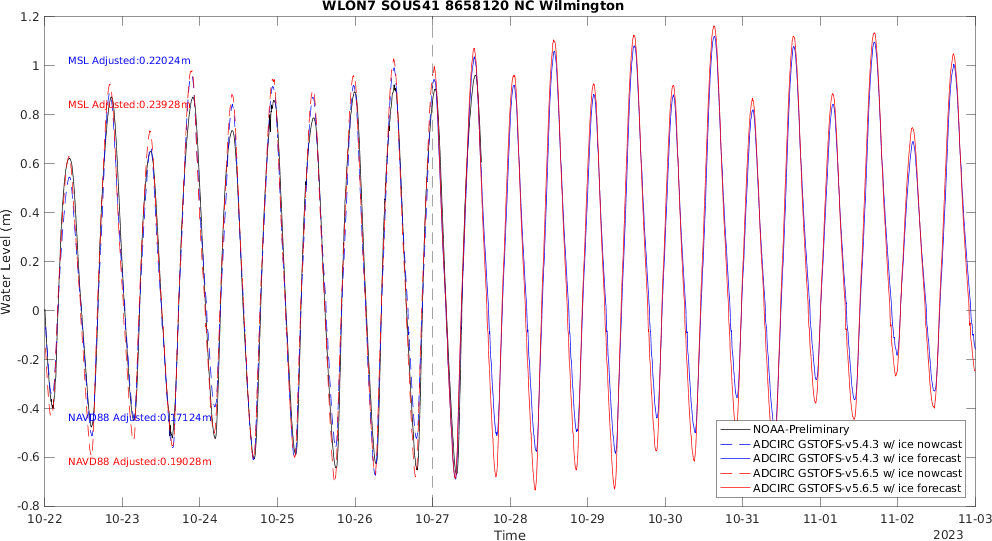 WLON7 SOUS41 8658120 NC Wilmington
1.2
1
0.8
0.6
0.4
0.2
0
-0.2
-0.4
-0.6
-0.8
Water Level (m)
MSL Adjusted:0.22024m
MSL Adjusted:0.23928m
NAVD88 Adjusted:0.17124m
NAVD88 Adjusted:0.19028m
NOAA-Preliminary
ADCIRC GSTOFS-v5.4.3 w/ ice nowcast
ADCIRC GSTOFS-v5.4.3 w/ ice forecast
ADCIRC GSTOFS-v5.6.5 w/ ice nowcast
ADCIRC GSTOFS-v5.6.5 w/ ice forecast
10-22 10-23 10-24 10-25 10-26 10-27 10-28 10-29 10-30 10-31 11-01 11-02 11-03
Time
2023